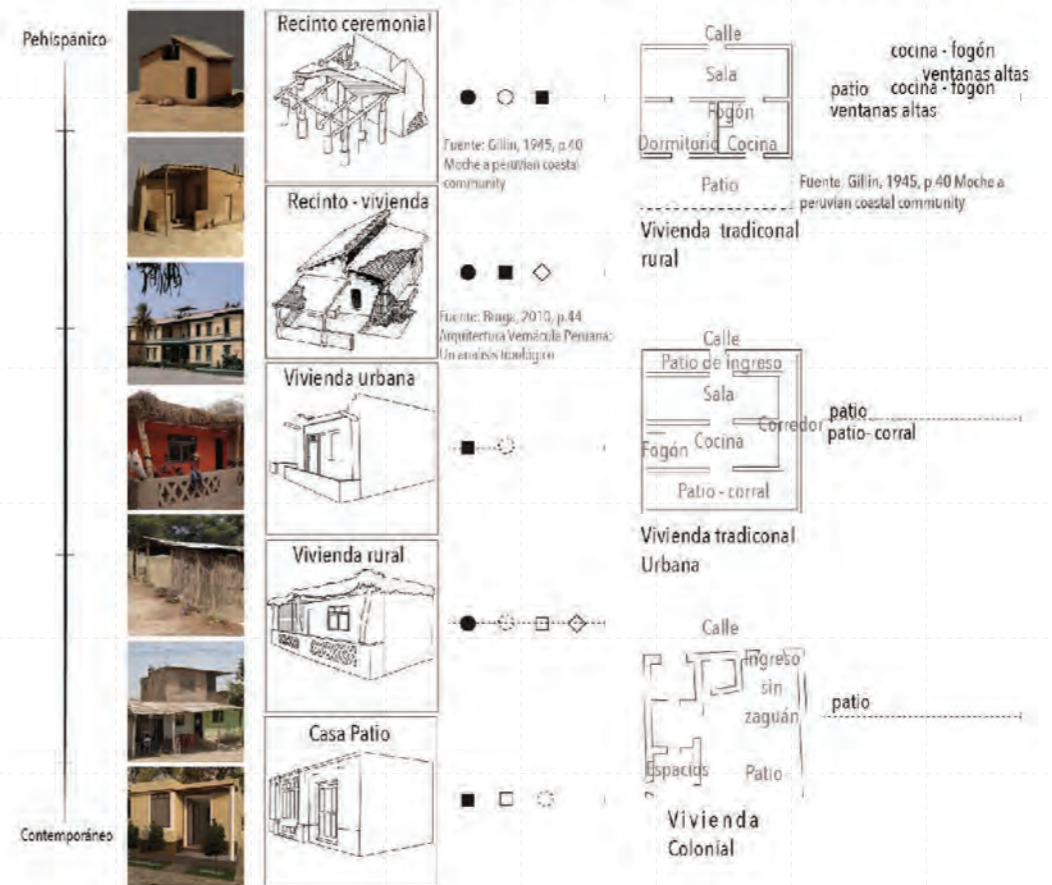 Pehispánico
Contemporáneo
Recinto ceremonial
Fuente: Gillin, 1945, p.40
Moche a peruvian coastal
community
Recinto - vivienda
Fuente: Burga, 2010, p.44
Arquitectura Vernácula Peruana:
Un análisis tipológico
Vivienda urbana
Vivienda rural
Casa Patio
Calle
Sala
Fogón
Dormitorio Cocina
Patio
Vivienda tradiconal
rural
cocina - fogón
ventanas altas
patio cocina - fogón
ventanas altas
Fuente: Gillin, 1945, p.40 Moche a
peruvian coastal community
Calle
Patio de ingreso
Sala
Corredor
Cocina
Fogón
Patio - corral
Vivienda tradiconal
Urbana
patio
patio- corral
Calle
Ingreso
sin
zaguán
Espacios Patio
Vivienda
Colonial
patio